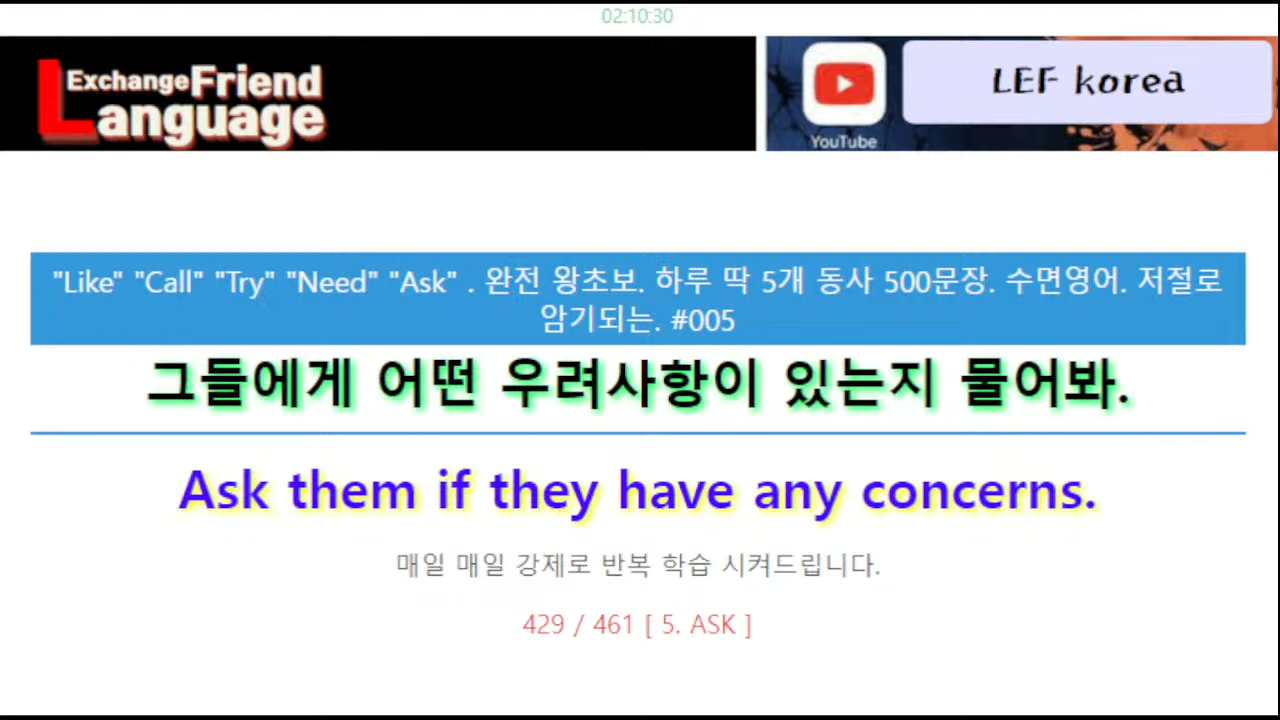 02:10:30
Exchange Friend
Language
LEF korea
YouTube
"Like" "Call" "Try" "Need" "Ask" . 완전 왕초보. 하루 딱 5개 동사 500문장. 수면영어. 저절로
암기되는. #005
그들에게 어떤 우려사항이 있는지 물어봐.
Ask them if they have any concerns.
매일 매일 강제로 반복 학습 시켜드립니다.
429 / 461 [ 5. ASK ]